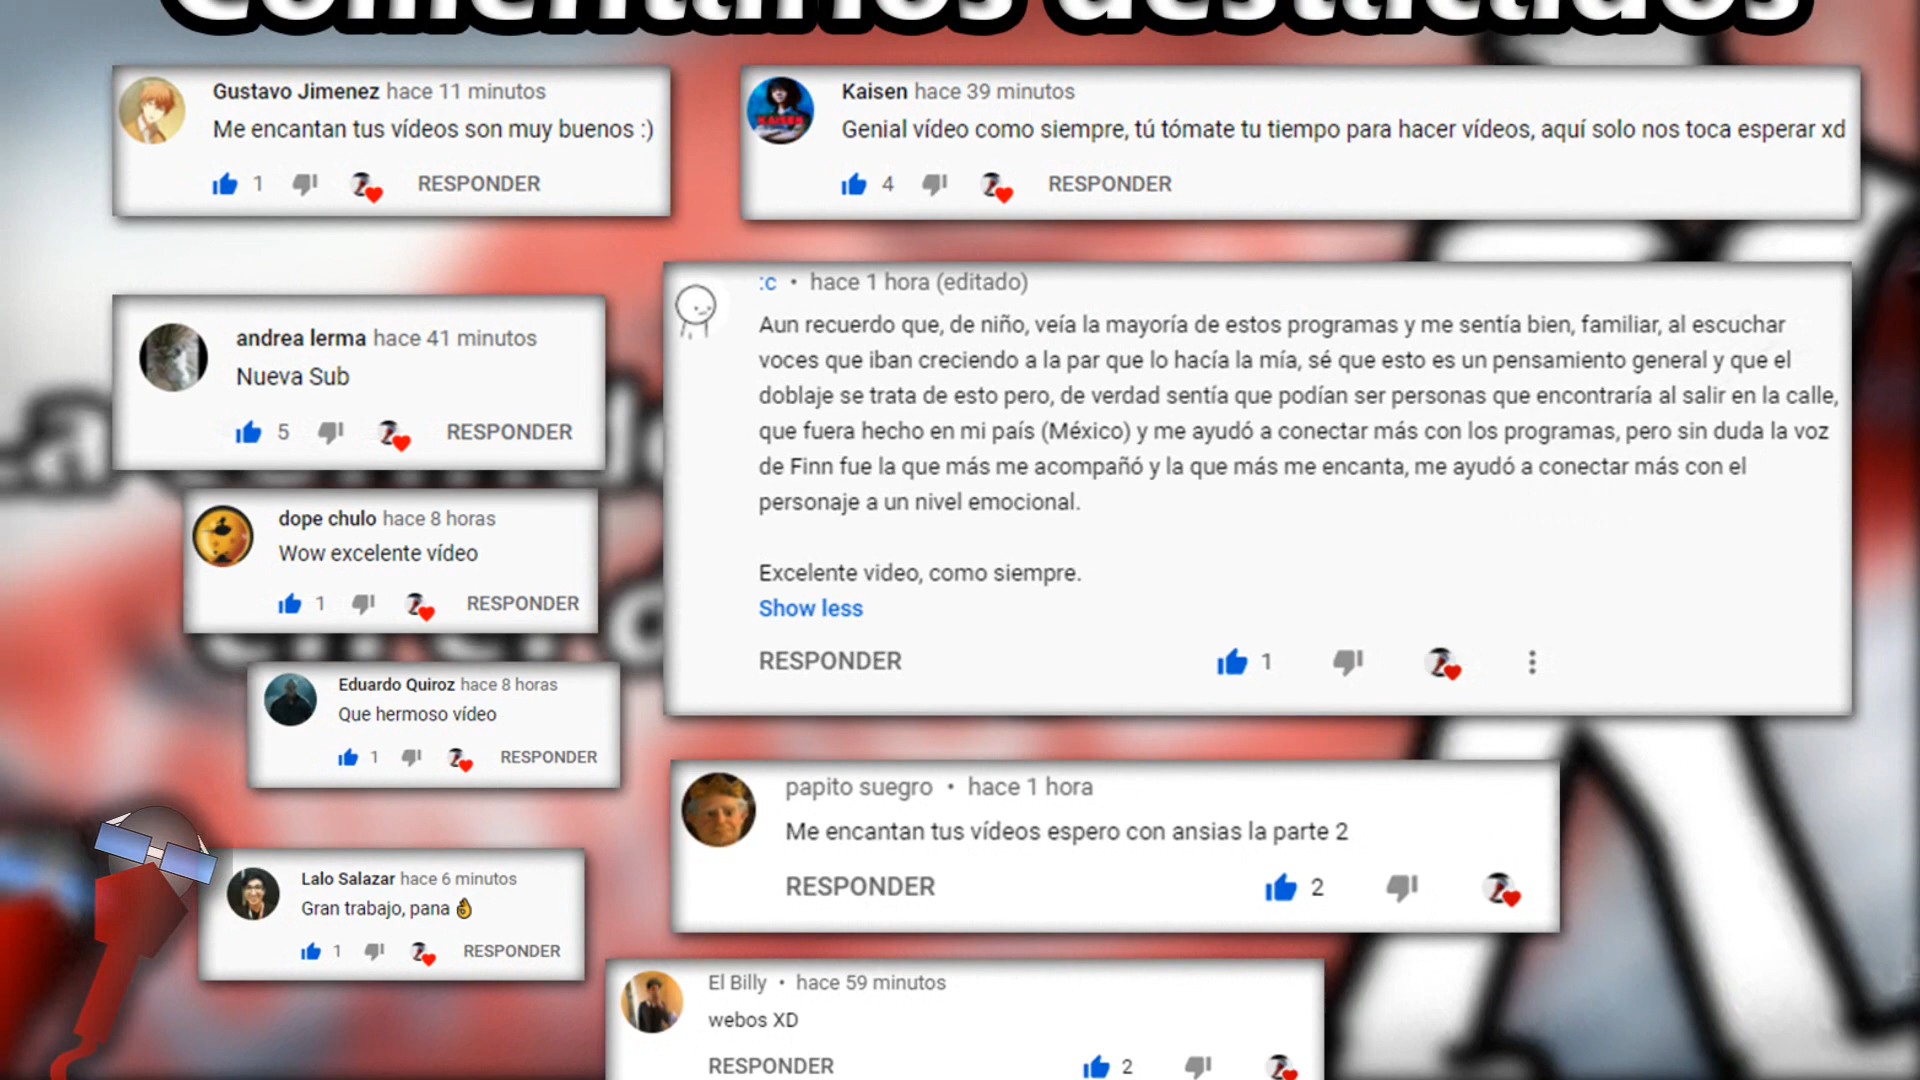 Comentarios destacados
Gustavo Jimenez hace 11 minutos
Me encantan tus vídeos son muy buenos :)
1 RESPONDER
Kaisen hace 39 minutos
Genial vídeo como siempre, tú tómate tu tiempo para hacer vídeos, aquí solo nos toca esperar xd
4 RESPONDER
andrea lerma hace 41 minutos
Nueva Sub
5 RESPONDER
:c • hace 1 hora (editado)
Aun recuerdo que, de niño, veía la mayoría de estos programas y me sentía bien, familiar, al escuchar
voces que iban creciendo a la par que lo hacía la mía, sé que esto es un pensamiento general y que el
doblaje se trata de esto pero, de verdad sentía que podían ser personas que encontraría al salir en la calle,
que fuera hecho en mi país (México) y me ayudó a conectar más con los programas, pero sin duda la voz
de Finn fue la que más me acompañó y la que más me encanta, me ayudó a conectar más con el
personaje a un nivel emocional.
Excelente video, como siempre.
Show less
RESPONDER 1
dope chulo hace 8 horas
Wow excelente vídeo
1 RESPONDER
Eduardo Quiroz hace 8 horas
Que hermoso vídeo
1 RESPONDER
papito suegro • hace 1 hora
Me encantan tus vídeos espero con ansias la parte 2
RESPONDER 2
Lalo Salazar hace 6 minutos
Gran trabajo, pana 👌
1 RESPONDER
El Billy • hace 59 minutos
webos XD
RESPONDER 2